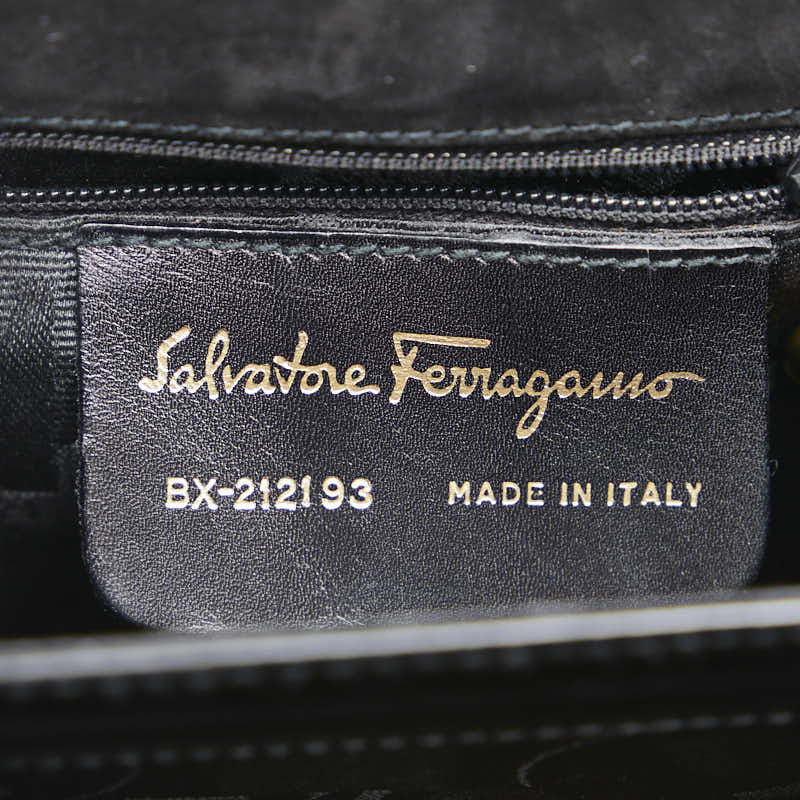 Salvatore Ferragamo
BX-212193 MADE IN ITALY